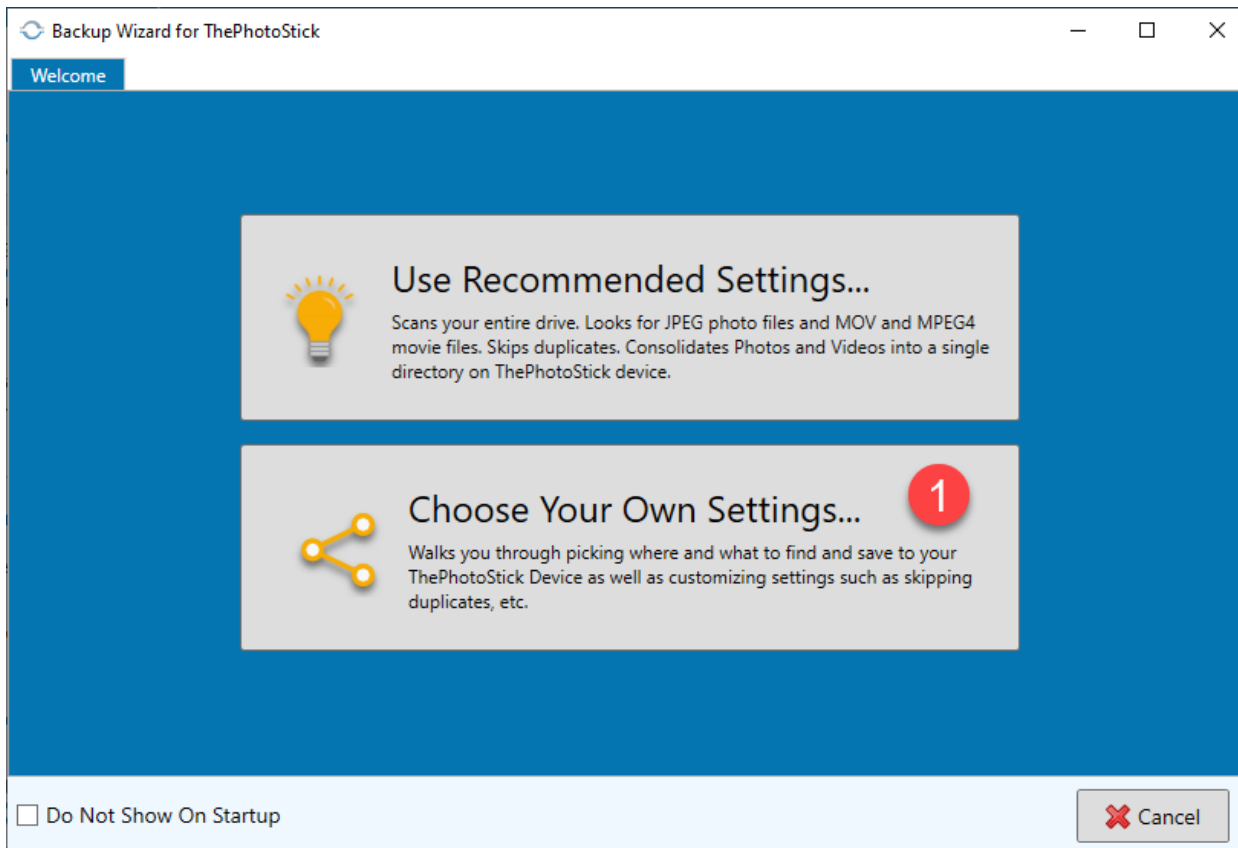 Backup Wizard for ThePhotoStick
Welcome
Use Recommended Settings...
Scans your entire drive. Looks for JPEG photo files and MOV and MPEG4
movie files. Skips duplicates. Consolidates Photos and Videos into a single
directory on ThePhotoStick device.
Choose Your Own Settings...
1
Walks you through picking where and what to find and save to your
ThePhotoStick Device as well as customizing settings such as skipping
duplicates, etc.
Do Not Show On Startup
Cancel